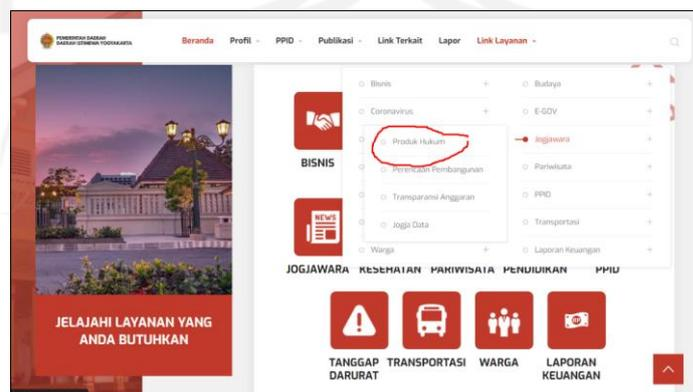 PEMERINTAH DAERAH
DAERAH ISTIMEWA YOGYAKARTA
Beranda Profil PPID Publikasi Link Terkait Lapor Link Layanan
Bisnis
Budaya
Coronavirus
E-GOV
Produk Hukum
Jogjawara
Perencaan Pembangunan
Pariwisata
Transparansi Anggaran
PPID
Jogja Data
Transportasi
Warga
Laporan Keuangan
BISNIS
NEWS
JOGJAWARA KESEHATAN PARIWISATA PENDIDIKAN PPID
JELAJAHI LAYANAN YANG
ANDA BUTUHKAN
TANGGAP
DARURAT
TRANSPORTASI
WARGA
LAPORAN
KEUANGAN